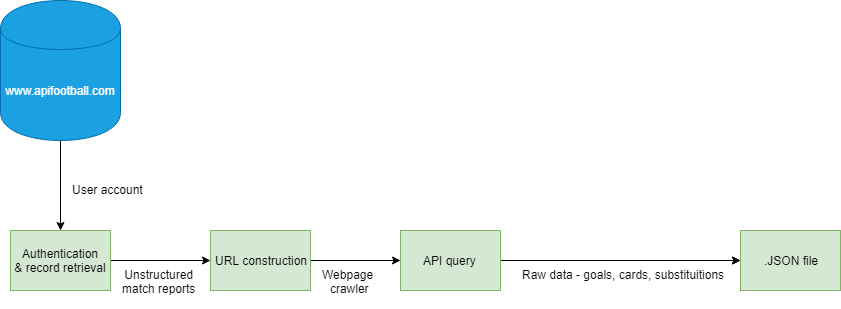 www.apifootball.com
User account
Authentication
& record retrieval
Unstructured
match reports
URL construction
Webpage
crawler
API query
Raw data - goals, cards, substituitions
.JSON file